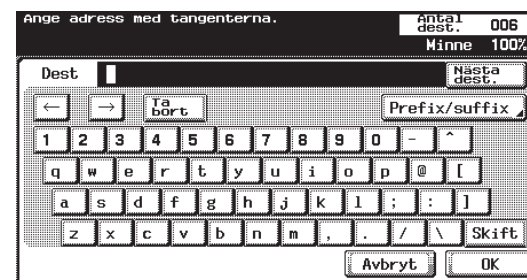 Ange adress med tangenterna.
Antal dest. 006
Minne 100%
Dest
Nästa dest.
← → Ta bort Prefix/suffix
1 2 3 4 5 6 7 8 9 0 - ^
q w e r t y u i o p @ [
a s d f g h j k l ; : ]
z x c v b n m , . / \ Skift
Avbryt OK